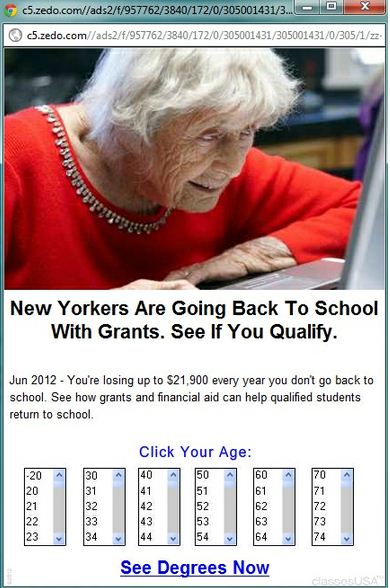 c5.zedo.com//ads2/f/957762/3840/172/0/305001431/3...
c5.zedo.com//ads2/f/957762/3840/172/0/305001431/305001431/0/305/1/zz-
New Yorkers Are Going Back To School
With Grants. See If You Qualify.
Jun 2012 - You're losing up to $21,900 every year you don't go back to
school. See how grants and financial aid can help qualified students
return to school.
Click Your Age:
-20 30 40 50 60 70
20 31 41 51 61 71
21 32 42 52 62 72
22 33 43 53 63 73
23 34 44 54 64 74
See Degrees Now
classesUSA